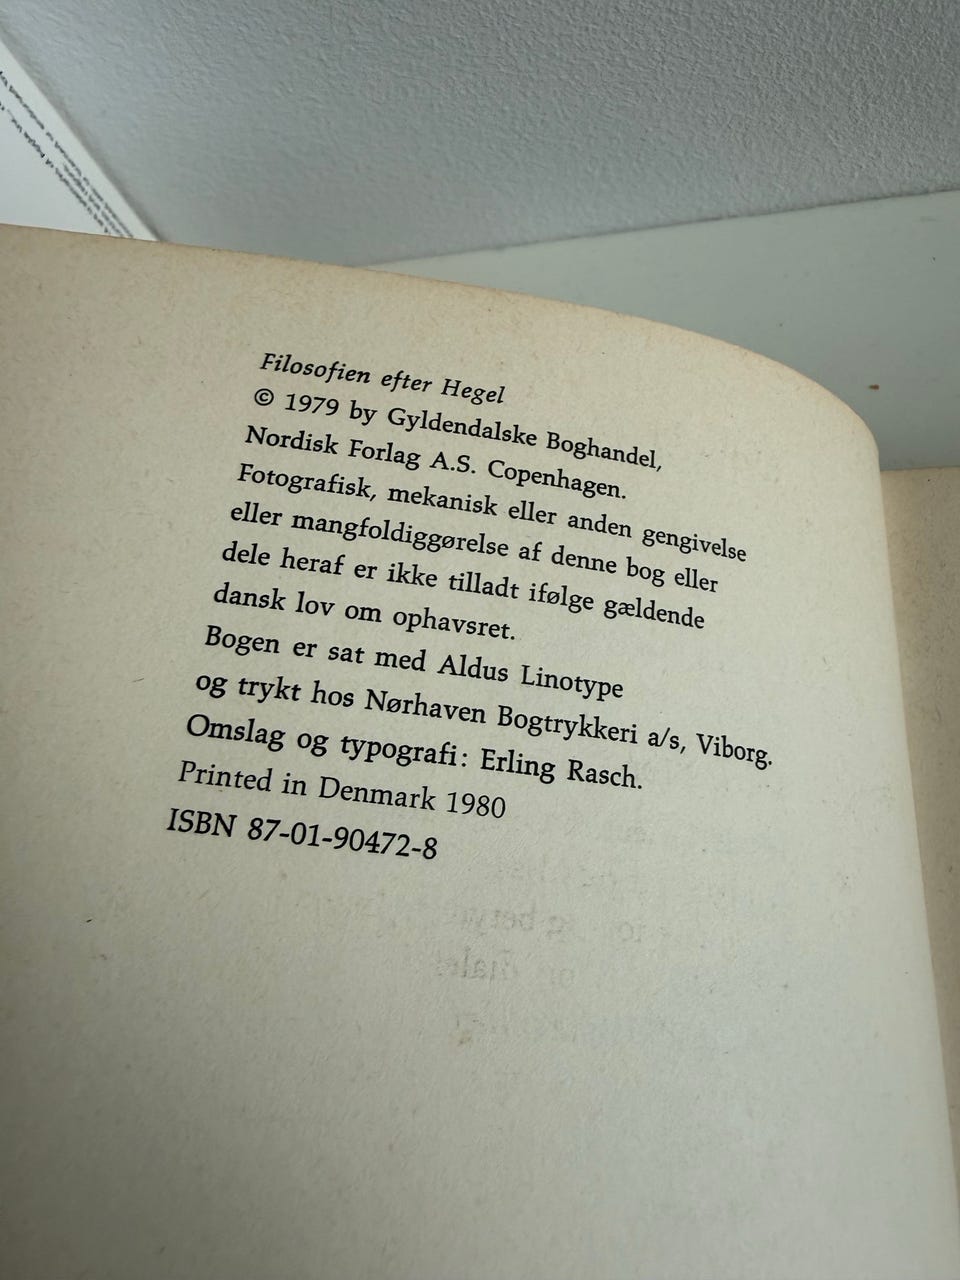 Filosofien efter Hegel
© 1979 by Gyldendalske Boghandel,
Nordisk Forlag A.S. Copenhagen.
Fotografisk, mekanisk eller anden gengivelse
eller mangfoldiggørelse af denne bog eller
dele heraf er ikke tilladt ifølge gældende
dansk lov om ophavsret.
Bogen er sat med Aldus Linotype
og trykt hos Nørhaven Bogtrykkeri a/s, Viborg.
Omslag og typografi: Erling Rasch.
Printed in Denmark 1980
ISBN 87-01-90472-8